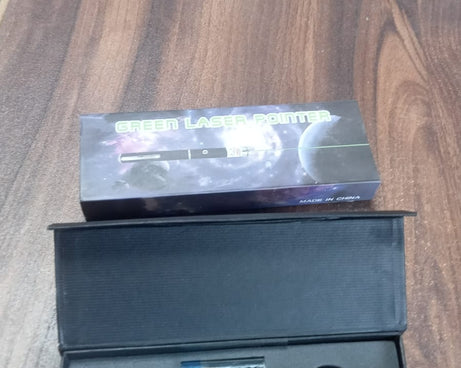 GREEN LASER POINTER
MADE IN CHINA